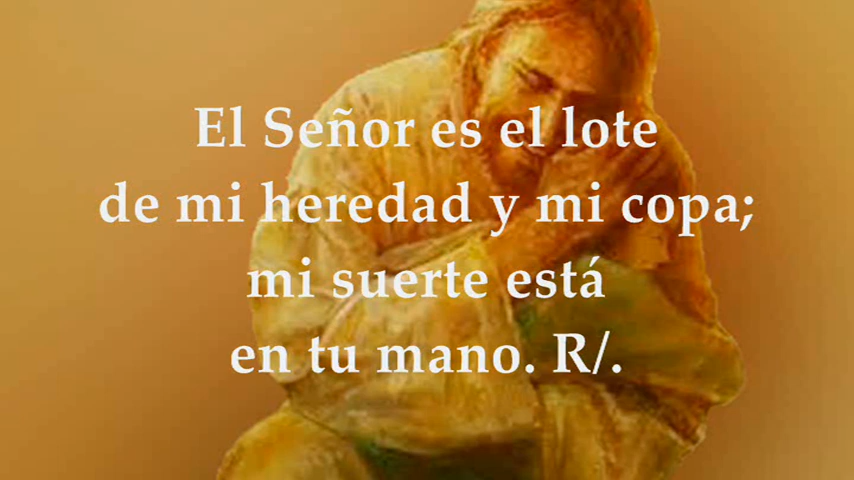 El Señor es el lote
de mi heredad y mi copa;
mi suerte está
en tu mano. R/.